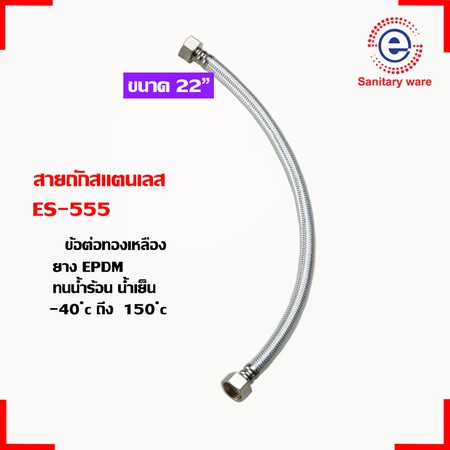 e
Sanitary ware
ขนาด 22”
สายถักสแตนเลส
ES-555
ข้อต่อทองเหลือง
ยาง EPDM
ทนน้ำร้อน น้ำเย็น
-40°c ถึง 150°c